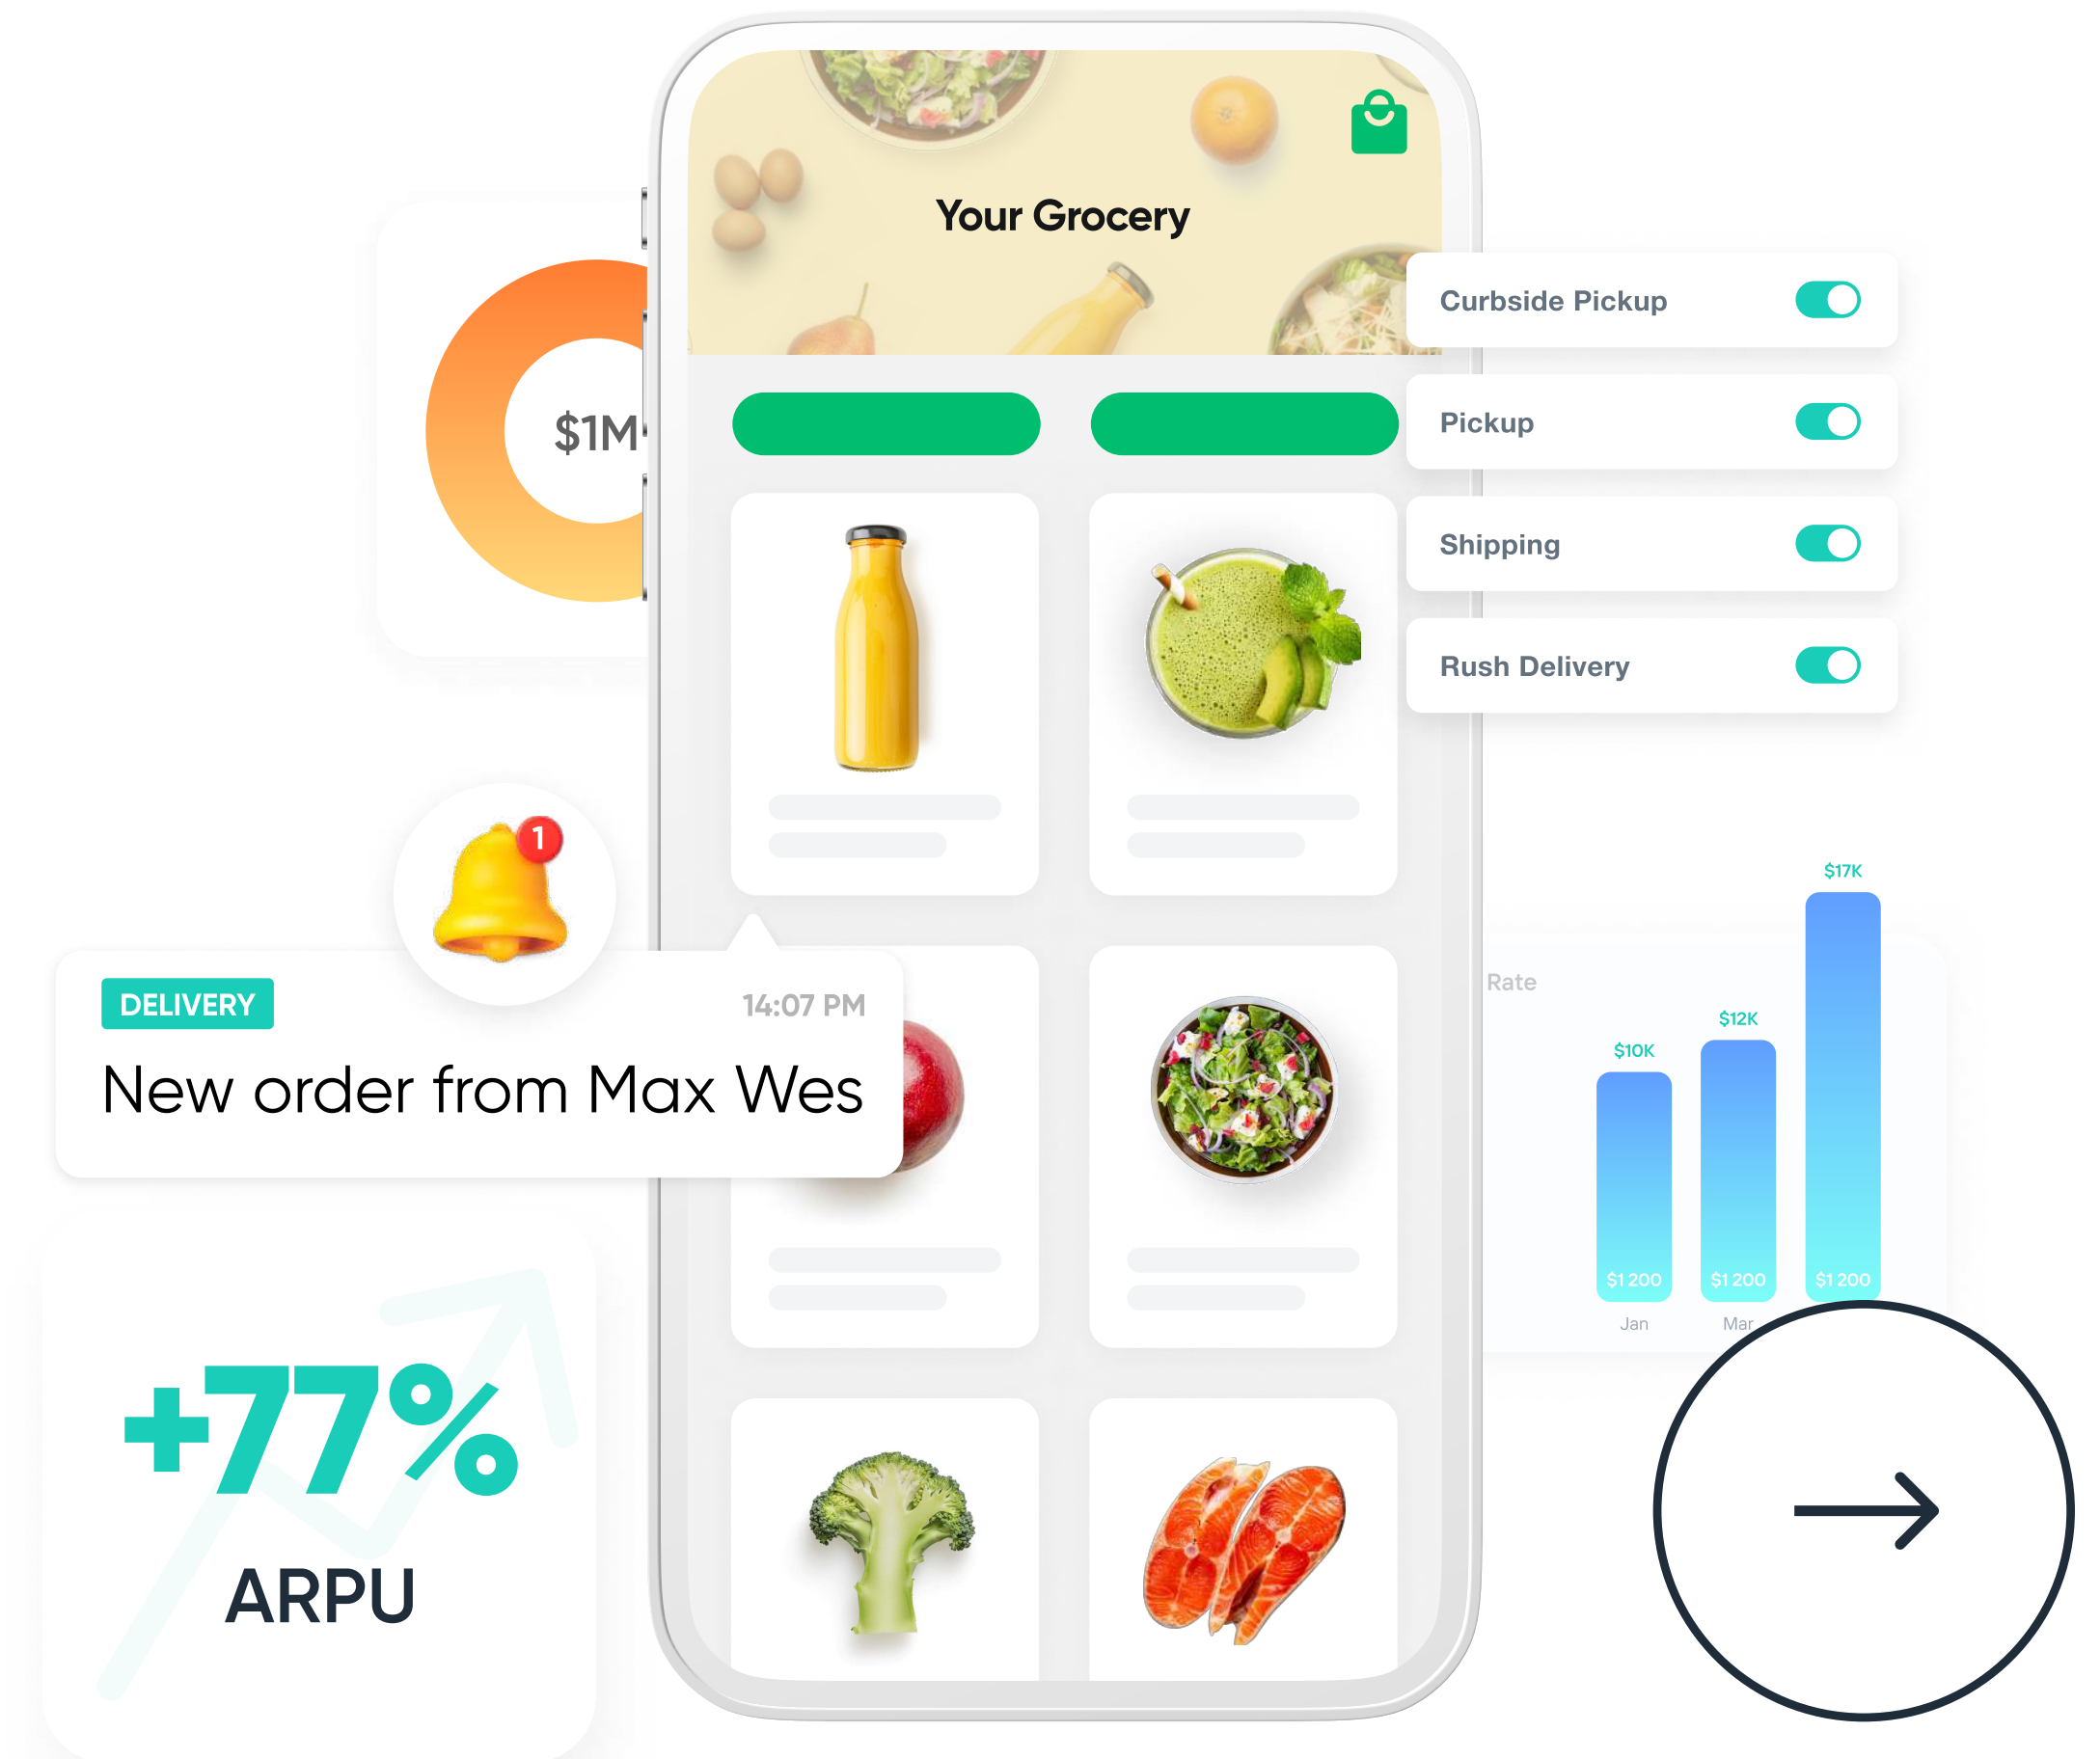 Your Grocery
$1M
Curbside Pickup
Pickup
Shipping
Rush Delivery
1
DELIVERY
14:07 PM
New order from Max Wes
Rate
$10K
$12K
$17K
$1 200
$1 200
$1 200
Jan
Mar
+77%
ARPU